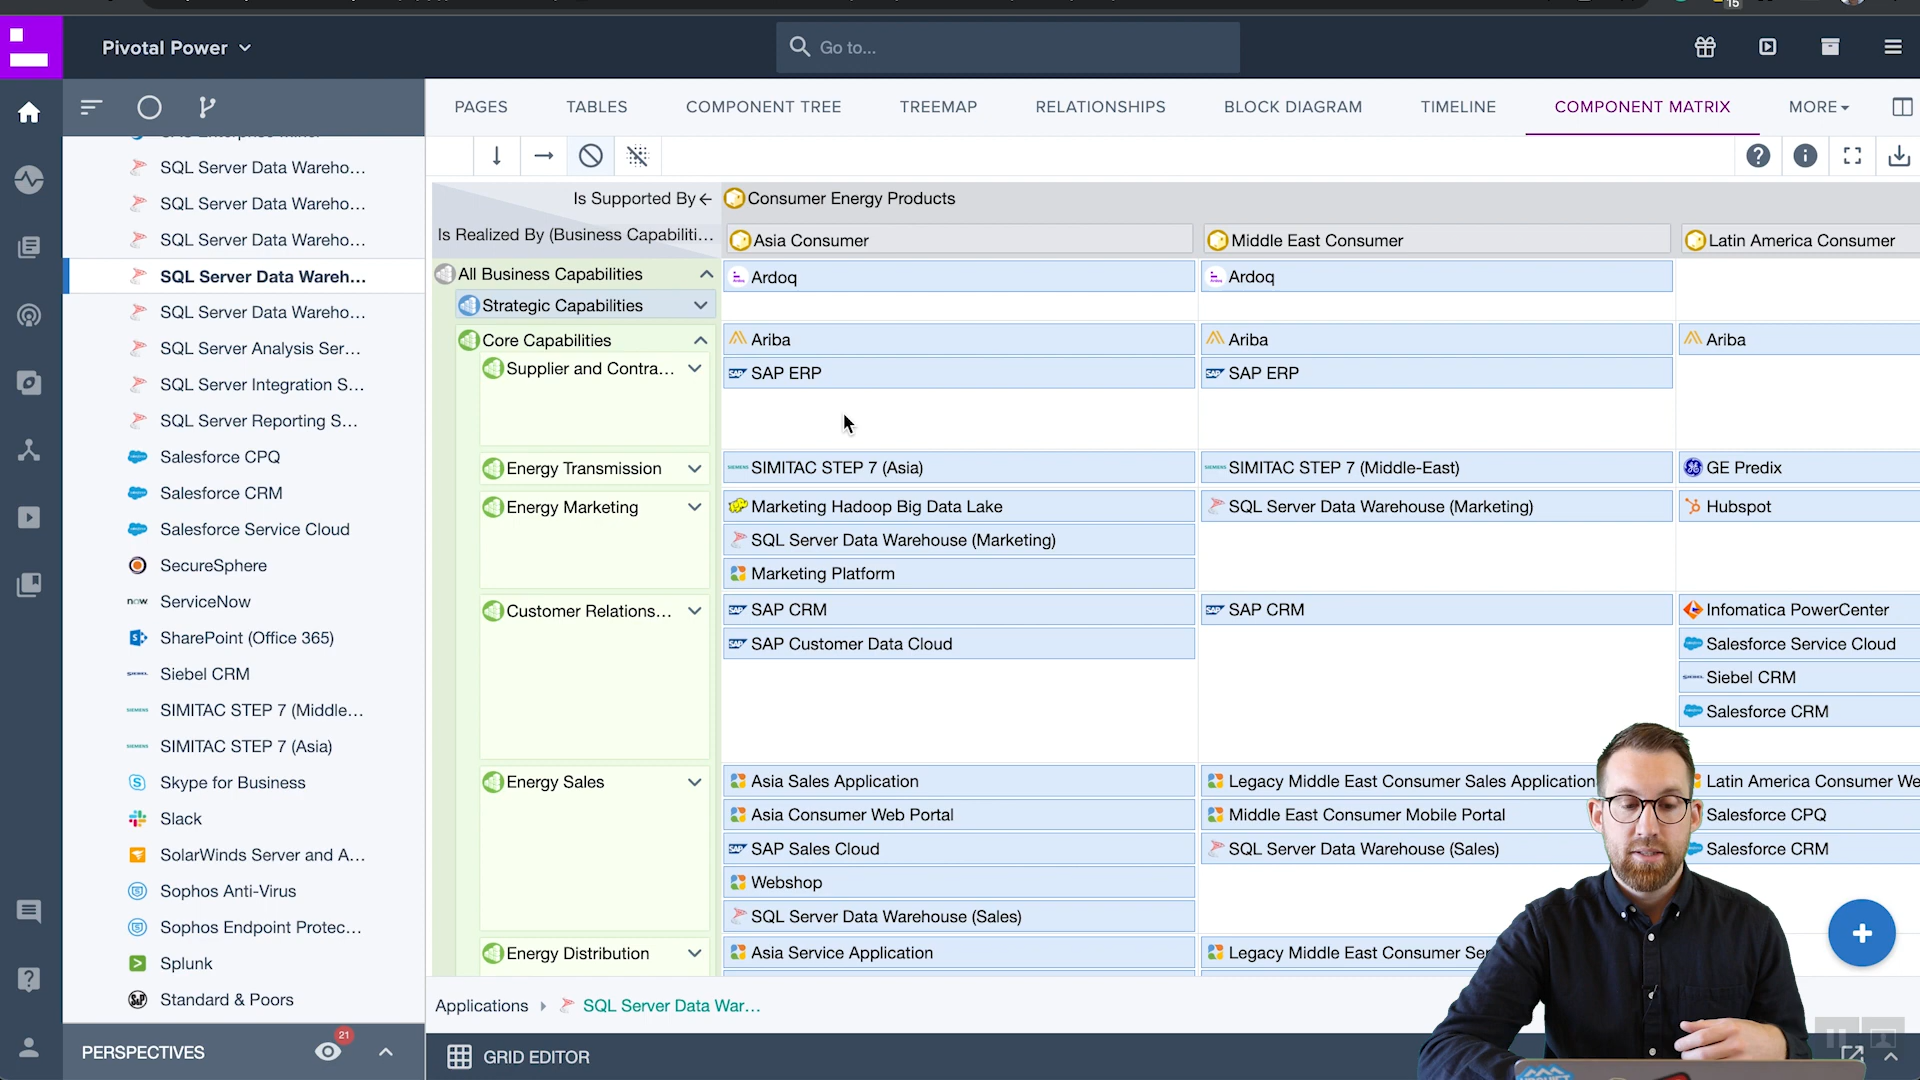 15
Pivotal Power
Go to...
PAGES
TABLES
COMPONENT TREE
TREEMAP
RELATIONSHIPS
BLOCK DIAGRAM
TIMELINE
COMPONENT MATRIX
MORE
SQL Server Data Wareho...
SQL Server Data Wareho...
SQL Server Data Wareho...
SQL Server Data Wareh...
SQL Server Data Wareho...
SQL Server Analysis Ser...
SQL Server Integration S...
SQL Server Reporting S...
Salesforce CPQ
Salesforce CRM
Salesforce Service Cloud
SecureSphere
now ServiceNow
SharePoint (Office 365)
Siebel CRM
SIMITAC STEP 7 (Middle...
SIMITAC STEP 7 (Asia)
Skype for Business
Slack
SolarWinds Server and A...
Sophos Anti-Virus
Sophos Endpoint Protec...
Splunk
Standard & Poors
PERSPECTIVES
21
Is Supported By
Is Realized By (Business Capabiliti...
Consumer Energy Products
Asia Consumer
Middle East Consumer
Latin America Consumer
All Business Capabilities
Ardoq
Ardoq
Strategic Capabilities
Core Capabilities
Ariba
Ariba
Ariba
Supplier and Contra...
SAP ERP
SAP ERP
Energy Transmission
SIMITAC STEP 7 (Asia)
SIMITAC STEP 7 (Middle-East)
GE Predix
Energy Marketing
Marketing Hadoop Big Data Lake
SQL Server Data Warehouse (Marketing)
Hubspot
SQL Server Data Warehouse (Marketing)
Marketing Platform
Customer Relations...
SAP CRM
SAP CRM
Infomatica PowerCenter
SAP Customer Data Cloud
Salesforce Service Cloud
Siebel CRM
Salesforce CRM
Energy Sales
Asia Sales Application
Legacy Middle East Consumer Sales Application
Latin America Consumer We
Asia Consumer Web Portal
Middle East Consumer Mobile Portal
Salesforce CPQ
SAP Sales Cloud
SQL Server Data Warehouse (Sales)
Salesforce CRM
Webshop
SQL Server Data Warehouse (Sales)
Energy Distribution
Asia Service Application
Legacy Middle East Consumer Se
Applications
SQL Server Data War...
GRID EDITOR